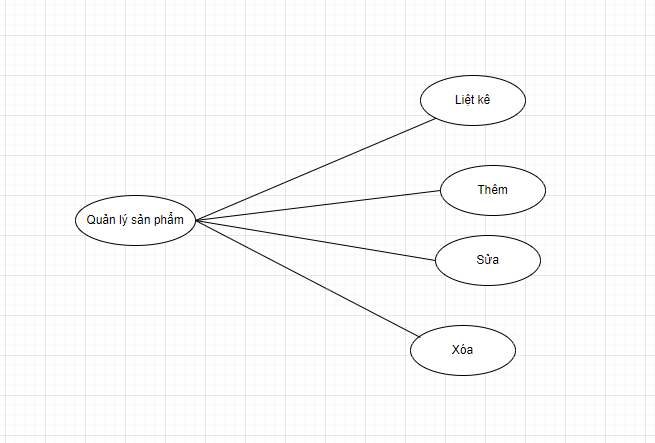 Liệt kê
Thêm
Quản lý sản phẩm
Sửa
Xóa